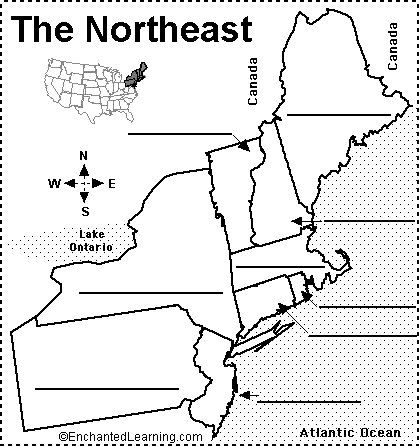 The Northeast
Canada
Canada
N
W E
S
Lake
Ontario
©EnchantedLearning.com
Atlantic Ocean